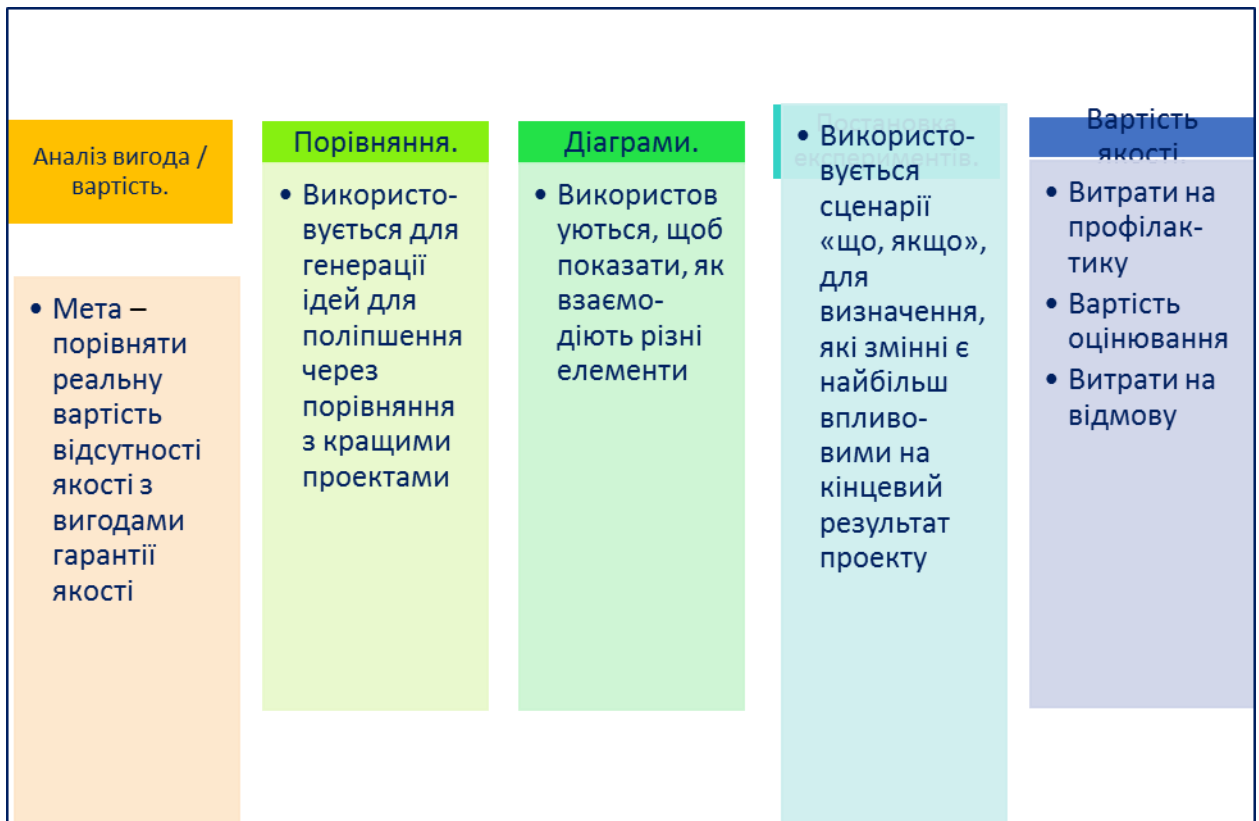 Аналіз вигода /
вартість.
• Мета –
порівняти
реальну
вартість
відсутності
якості з
вигодами
гарантії
якості
Порівняння.
• Використо-
вується для
генерації
ідей для
поліпшення
через
порівняння
з кращими
проектами
Діаграми.
• Використов
уються, щоб
показати, як
взаємо-
діють різні
елементи
Постановка
експериментів.
• Використо-
вується
сценарії
«що, якщо»,
для
визначення,
які змінні є
найбільш
впливо-
вими на
кінцевий
результат
проекту
Вартість
якості.
• Витрати на
профілак-
тику
• Вартість
оцінювання
• Витрати на
відмову